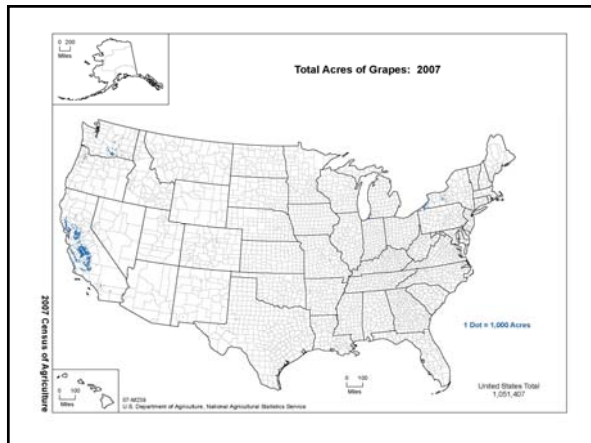 0 200
Miles
Total Acres of Grapes: 2007
1 Dot = 1,000 Acres
2007 Census of Agriculture
0 100
Miles
07-M239
U.S. Department of Agriculture, National Agricultural Statistics Service
0 100
Miles
United States Total
1,051,407